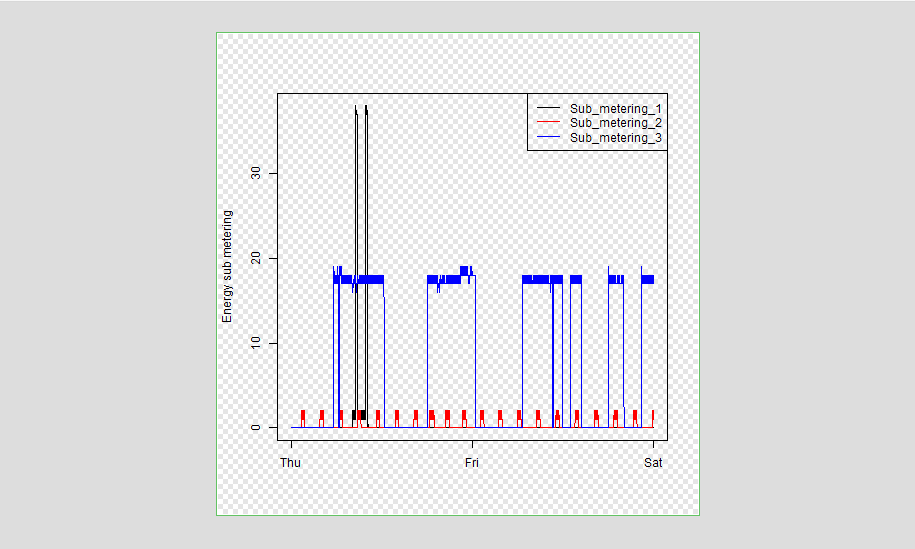 Sub_metering_1
Sub_metering_2
Sub_metering_3
Energy sub metering
30
20
10
0
Thu Fri Sat